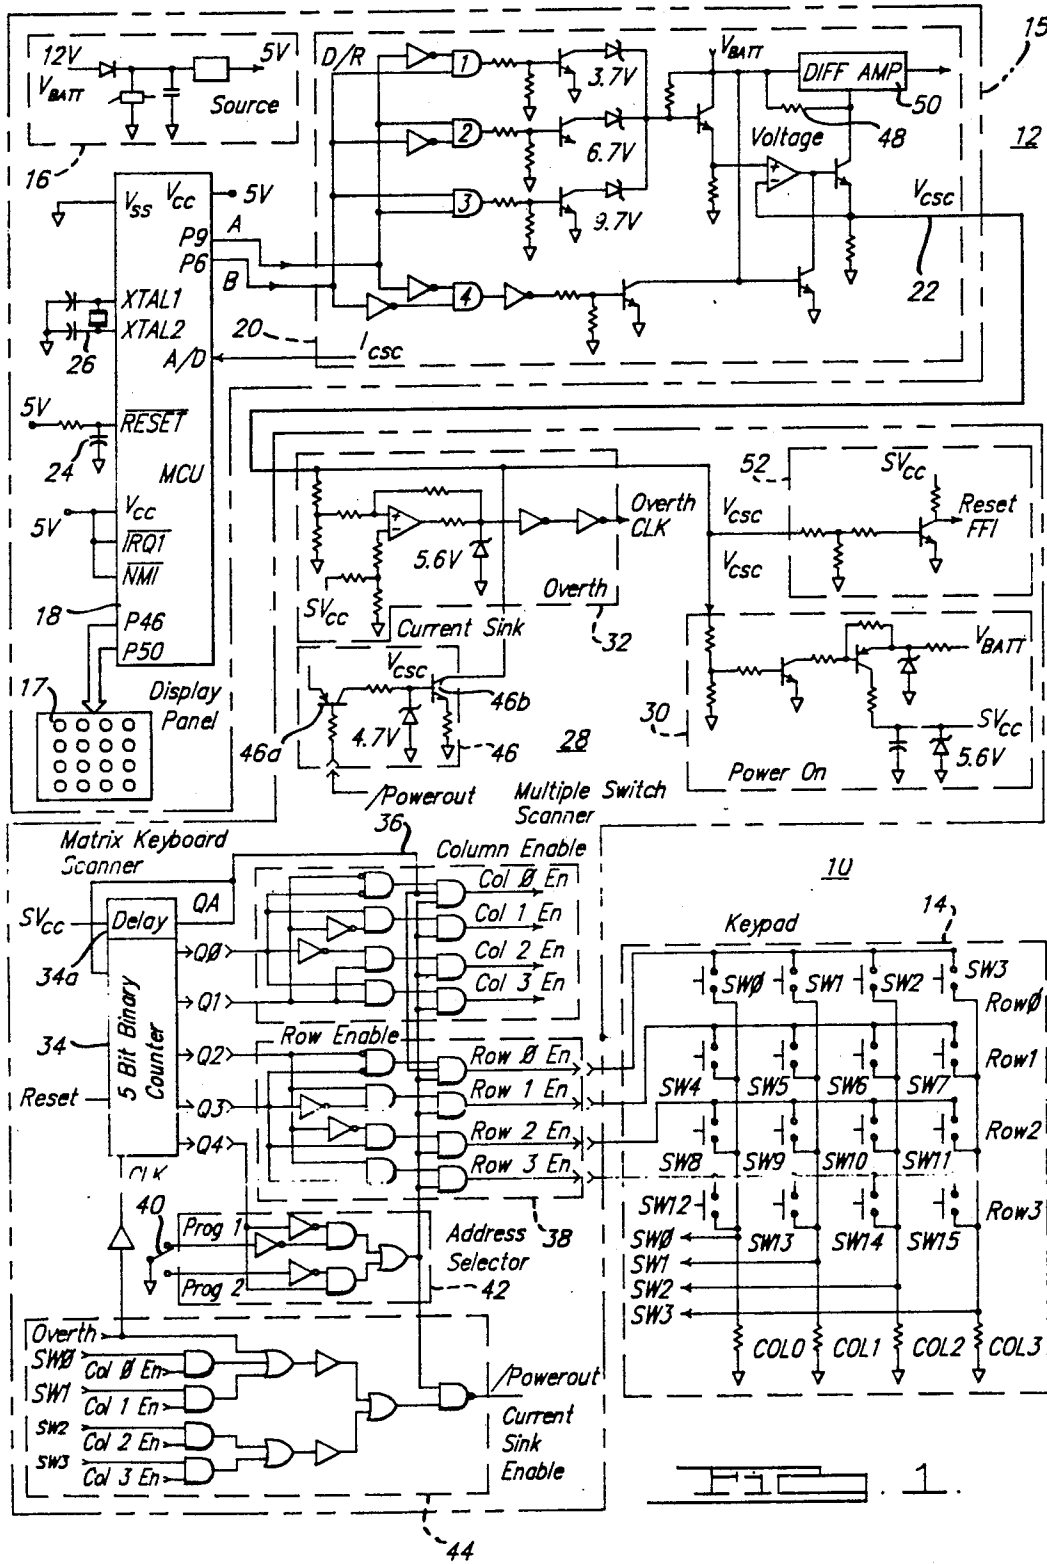 12V
5V
V_BATT
Source
16
D/R
1
2
3
4
3.7V
6.7V
9.7V
V_BATT
DIFF AMP
50
48
Voltage
V_CSC
22
20
15
12
V_SS
V_CC
5V
P9
A
P6
B
XTAL1
XTAL2
26
A/D
I_CSC
5V
RESET
24
MCU
V_CC
5V
IRQ1
NMI
18
P46
P50
17
Display
Panel
Overth
CLK
5.6V
SV_CC
Overth
32
Current Sink
V_CSC
46a
46b
4.7V
46
28
/Powerout
Multiple Switch
Scanner
52
SV_CC
V_CSC
Reset
FF1
V_CSC
V_BATT
30
SV_CC
5.6V
Power On
Matrix Keyboard
Scanner
36
Column Enable
SV_CC
Delay
QA
34a
34
5 Bit Binary
Counter
Reset
CLK
Q0
Q1
Q2
Q3
Q4
Col 0 En
Col 1 En
Col 2 En
Col 3 En
Row Enable
Row 0 En
Row 1 En
Row 2 En
Row 3 En
38
40
Prog 1
Prog 2
Address
Selector
42
10
14
Keypad
SW0
SW1
SW2
SW3
Row0
SW4
SW5
SW6
SW7
Row1
SW8
SW9
SW10
SW11
Row2
SW12
SW13
SW14
SW15
Row3
SW0
SW1
SW2
SW3
COL0
COL1
COL2
COL3
Overth
SW0
Col 0 En
SW1
Col 1 En
SW2
Col 2 En
SW3
Col 3 En
/Powerout
Current
Sink
Enable
44
FIG. 1.